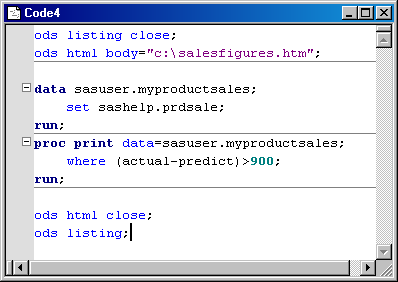 Code4
ods listing close;
ods html body="c:\salesfigures.htm";
data sasuser.myproductsales;
set sashelp.prdsale;
run;
proc print data=sasuser.myproductsales;
where (actual-predict)>900;
run;
ods html close;
ods listing;